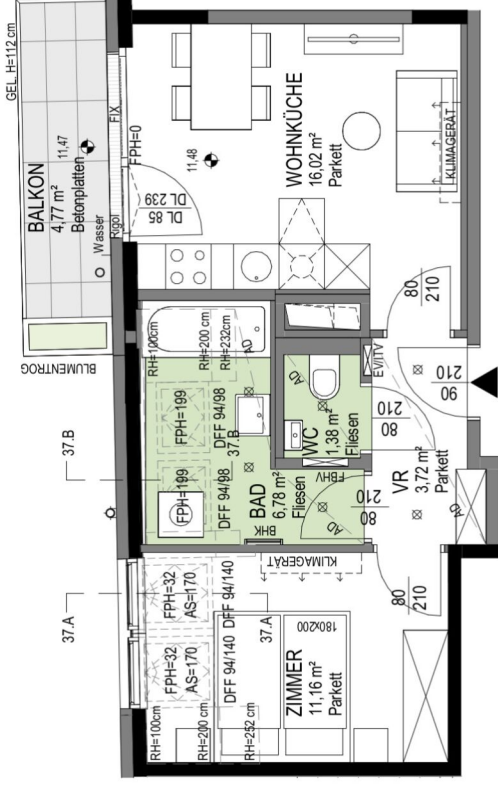 GEL. H=112 cm
BALKON
4,77 m²
Betonplatten
11,47
Wasser
Rigol
FIX
FPH=0
DL 85
DL 239
11,48
WOHNKÜCHE
16,02 m²
Parkett
KLIMAGERÄT
BLUMENTROG
80
210
RH=100cm
RH=200 cm
RH=232cm
AD
AD
E/VITV
90
210
37.B
FPH=199
DFF 94/98
37.B
FPH=199
DFF 94/98
WC
1,38 m²
Fliesen
80
210
FBHV
BAD
6,78 m²
Fliesen
BHK
AD
80
210
VR
3,72 m²
Parkett
AD
KLIMAGERÄT
37.A
FPH=32
AS=170
DFF 94/140
37.A
FPH=32
AS=170
DFF 94/140
180x200
80
210
ZIMMER
11,16 m²
Parkett
RH=100cm
RH=200 cm
RH=252 cm